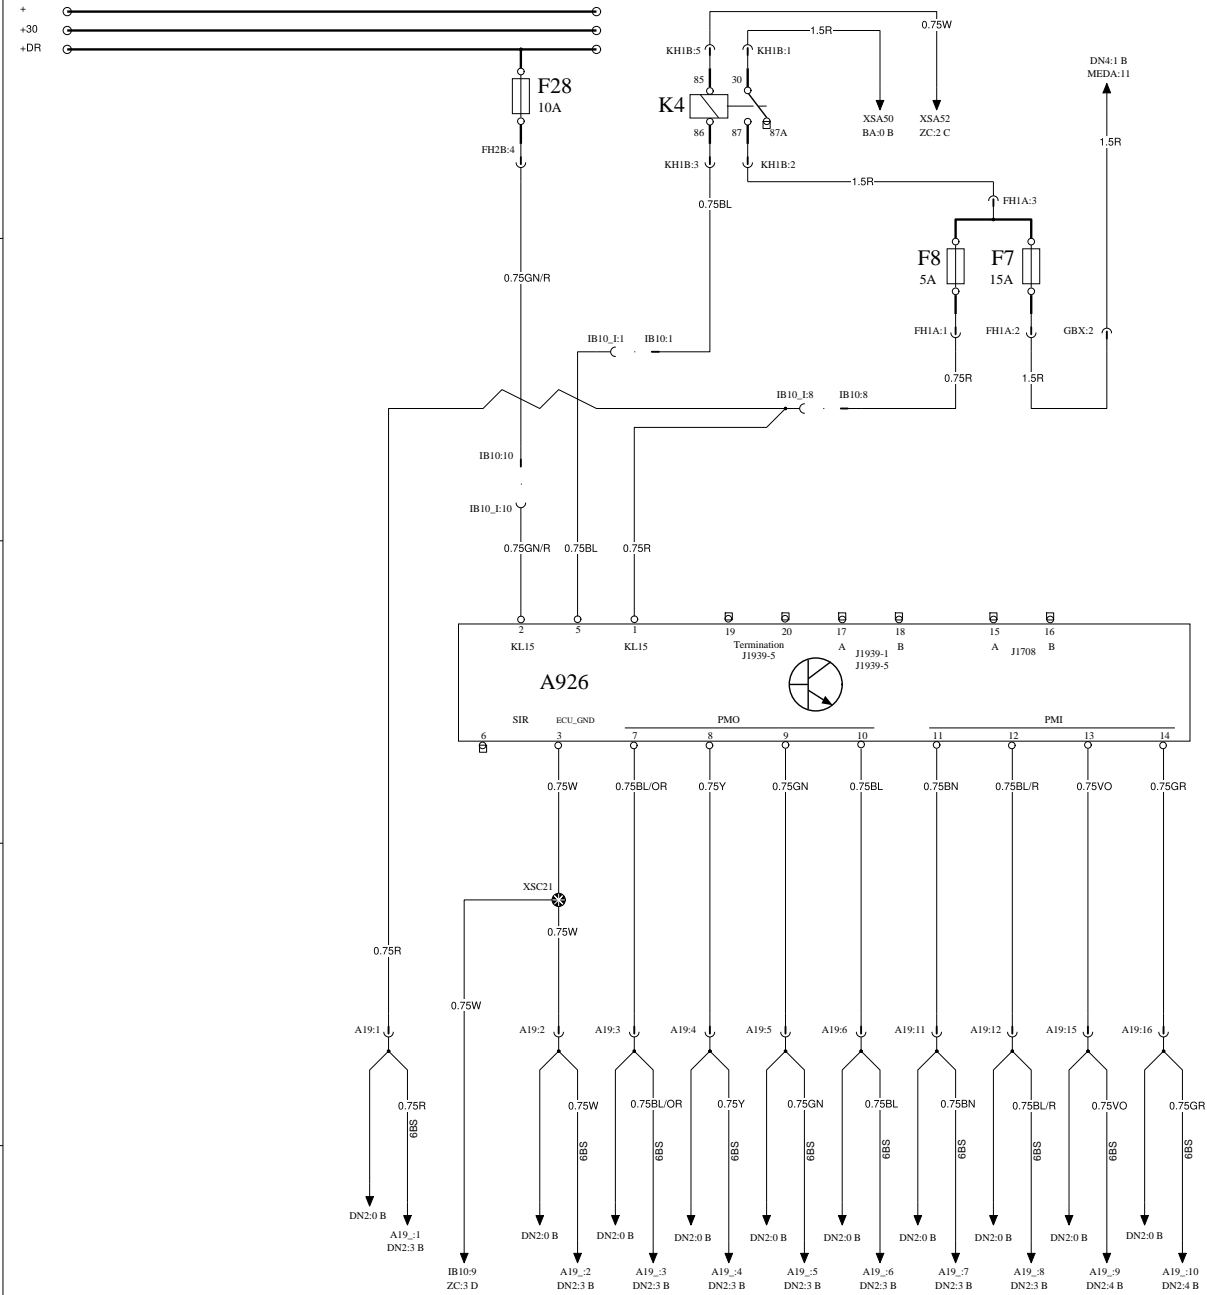 +
+30
+DR
F28
10A
FH2B:4
0.75GN/R
KH1B:5
KH1B:1
1.5R
0.75W
85
30
K4
86
87
87A
XSA50
BA:0 B
XSA52
ZC:2 C
DN4:1 B
MEDA:11
1.5R
KH1B:3
KH1B:2
1.5R
0.75BL
FH1A:3
F8
5A
F7
15A
FH1A:1
FH1A:2
GBX:2
IB10_I:1
IB10:1
0.75R
1.5R
IB10_I:8
IB10:8
IB10:10
IB10_I:10
0.75GN/R
0.75BL
0.75R
2
5
1
19
20
17
18
15
16
KL15
KL15
Termination
J1939-5
A
J1939-1
J1939-5
B
A
J1708
B
A926
SIR
ECU_GND
PMO
PMI
6
3
7
8
9
10
11
12
13
14
0.75W
0.75BL/OR
0.75Y
0.75GN
0.75BL
0.75BN
0.75BL/R
0.75VO
0.75GR
XSC21
0.75W
0.75R
0.75W
A19:1
A19:2
A19:3
A19:4
A19:5
A19:6
A19:11
A19:12
A19:15
A19:16
0.75R
0.75W
0.75BL/OR
0.75Y
0.75GN
0.75BL
0.75BN
0.75BL/R
0.75VO
0.75GR
6BS
6BS
6BS
6BS
6BS
6BS
6BS
6BS
6BS
6BS
DN2:0 B
A19_:1
DN2:3 B
DN2:0 B
DN2:0 B
DN2:0 B
DN2:0 B
DN2:0 B
DN2:0 B
DN2:0 B
DN2:0 B
DN2:0 B
IB10:9
ZC:3 D
A19_:2
DN2:3 B
A19_:3
DN2:3 B
A19_:4
DN2:3 B
A19_:5
DN2:3 B
A19_:6
DN2:3 B
A19_:7
DN2:3 B
A19_:8
DN2:3 B
A19_:9
DN2:4 B
A19_:10
DN2:4 B